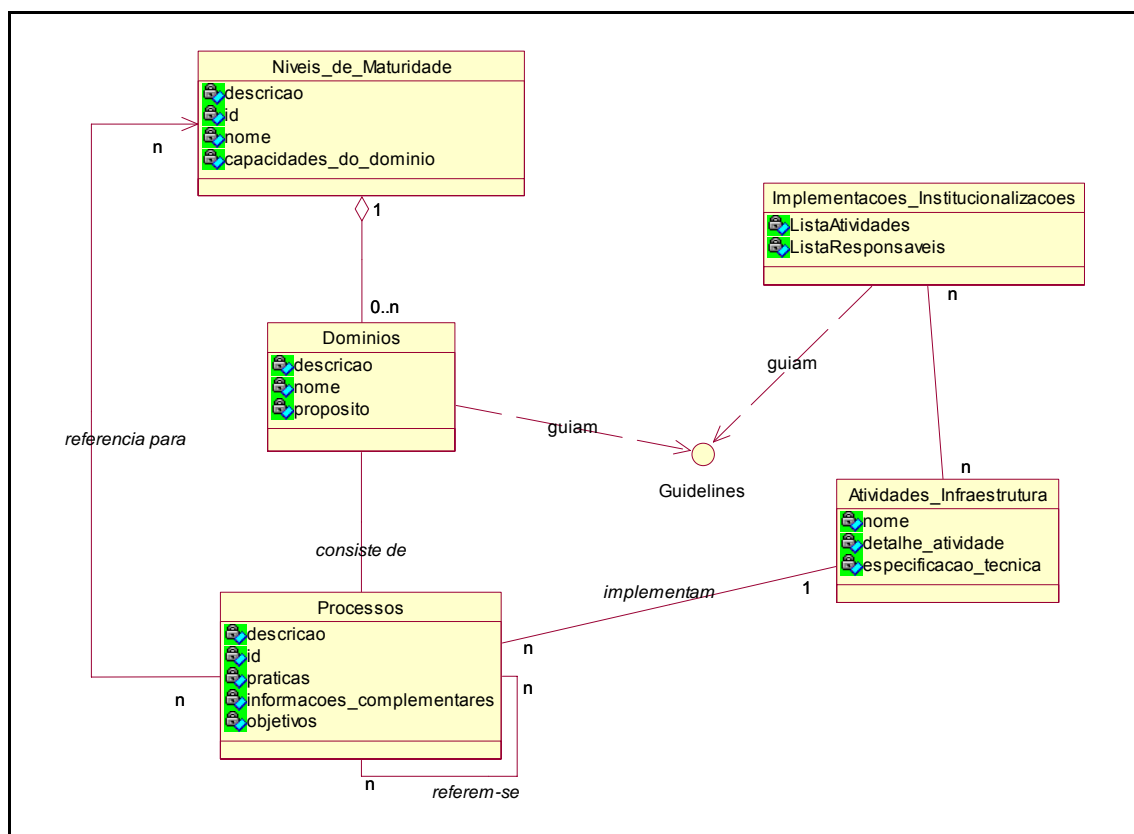 Niveis_de_Maturidade
descricao
id
nome
capacidades_do_dominio
n
1
Implementacoes_Institucionalizacoes
ListaAtividades
ListaResponsaveis
n
0..n
Dominios
descricao
nome
proposito
guiam
guiam
referencia para
Guidelines
n
Atividades_Infraestrutura
nome
detalhe_atividade
especificacao_tecnica
consiste de
implementam
1
Processos
descricao
id
praticas
informacoes_complementares
objetivos
n
n
n
n
referem-se